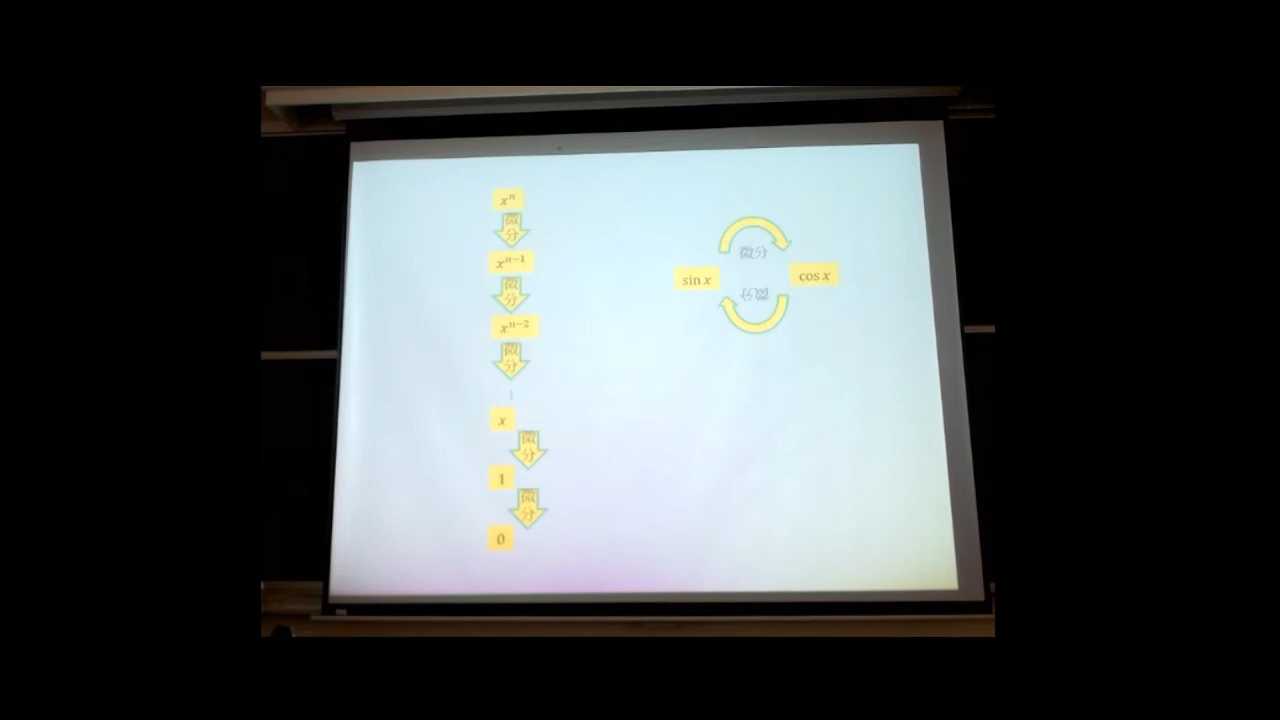 xⁿ
微
分
xⁿ⁻¹
微
分
xⁿ⁻²
微
分
⋮
x
微
分
1
微
分
0
微分
sin x
cos x
微分